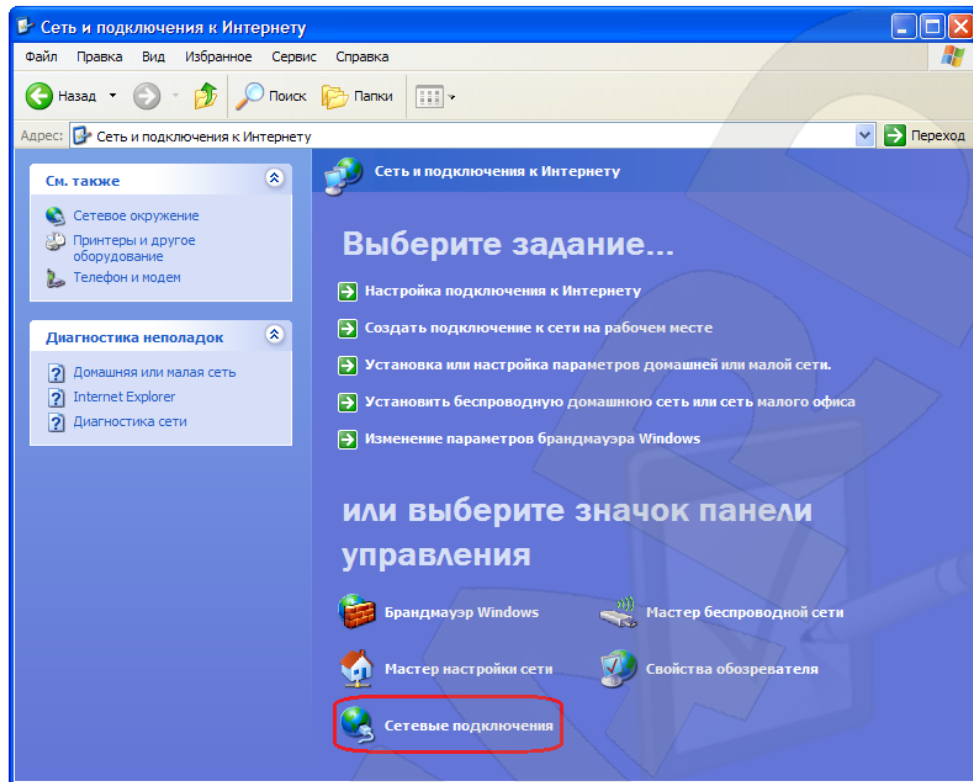 Сеть и подключения к Интернету
Файл Правка Вид Избранное Сервис Справка
Назад Поиск Папки
Адрес: Сеть и подключения к Интернету Переход
См. также
Сетевое окружение
Принтеры и другое
оборудование
Телефон и модем
Диагностика неполадок
Домашняя или малая сеть
Internet Explorer
Диагностика сети
Сеть и подключения к Интернету
Выберите задание...
Настройка подключения к Интернету
Создать подключение к сети на рабочем месте
Установка или настройка параметров домашней или малой сети.
Установить беспроводную домашнюю сеть или сеть малого офиса
Изменение параметров брандмауэра Windows
или выберите значок панели
управления
Брандмауэр Windows Мастер беспроводной сети
Мастер настройки сети Свойства обозревателя
Сетевые подключения